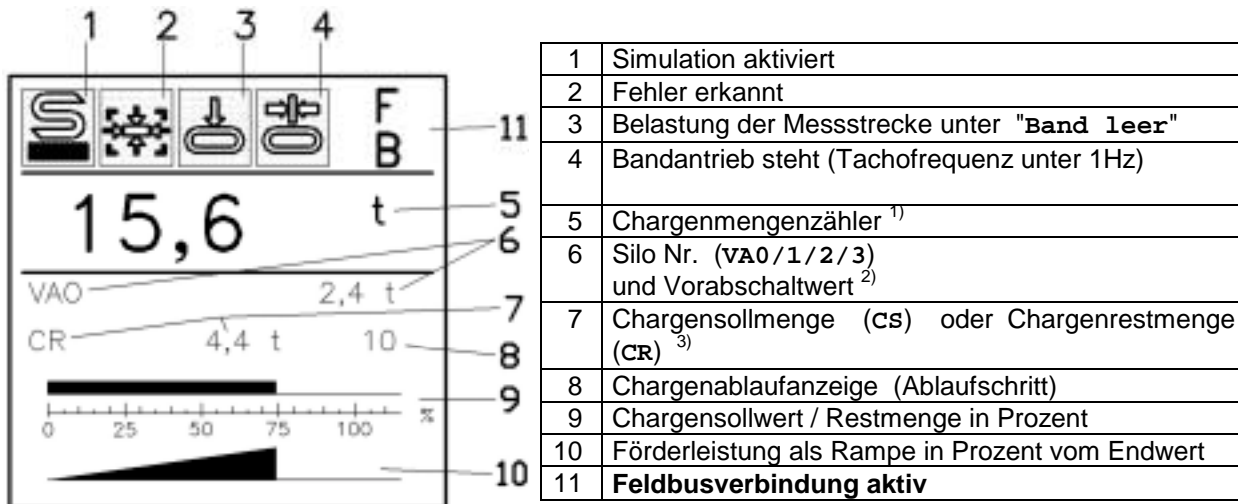 1 2 3 4
F
B
11
15,6 t
5
6
VAO 2,4 t
7
CR 4,4 t 10
8
9
0 25 50 75 100 %
10
1 Simulation aktiviert
2 Fehler erkannt
3 Belastung der Messstrecke unter "Band leer"
4 Bandantrieb steht (Tachofrequenz unter 1Hz)
5 Chargenmengenzähler 1)
6 Silo Nr. (VA0/1/2/3)
und Vorabschaltwert 2)
7 Chargensollmenge (CS) oder Chargenrestmenge
(CR) 3)
8 Chargenablaufanzeige (Ablaufschritt)
9 Chargensollwert / Restmenge in Prozent
10 Förderleistung als Rampe in Prozent vom Endwert
11 Feldbusverbindung aktiv